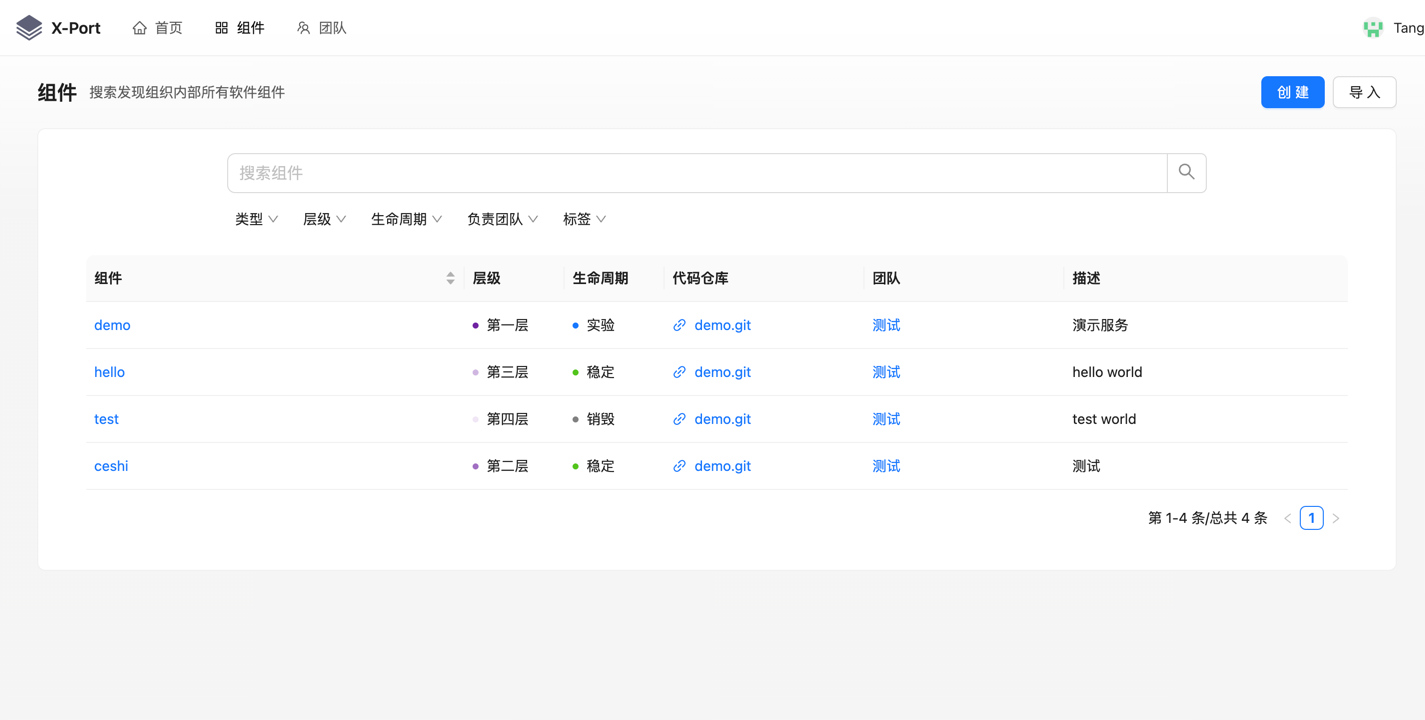 X-Port 首页 组件 团队 Tang
组件 搜索发现组织内部所有软件组件 创 建 导 入
搜索组件
类型 层级 生命周期 负责团队 标签
组件 层级 生命周期 代码仓库 团队 描述
demo 第一层 实验 demo.git 测试 演示服务
hello 第三层 稳定 demo.git 测试 hello world
test 第四层 销毁 demo.git 测试 test world
ceshi 第二层 稳定 demo.git 测试 测试
第 1-4 条/总共 4 条 1